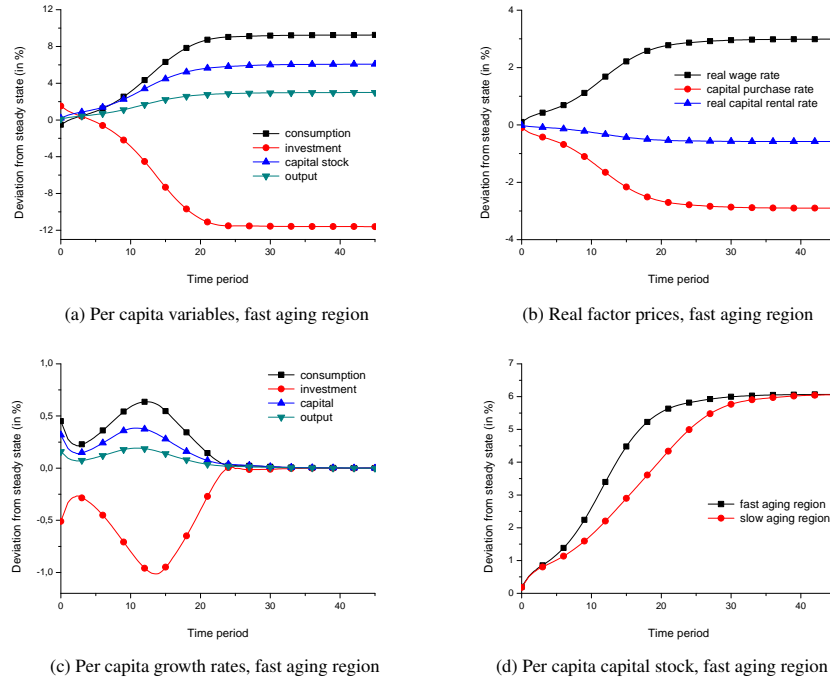 12
8
4
0
-4
-8
-12
Deviation from steady state (in %)
consumption
investment
capital stock
output
0
10
20
30
40
Time period
(a) Per capita variables, fast aging region
4
2
0
-2
-4
Deviation from steady state (in %)
real wage rate
capital purchase rate
real capital rental rate
0
10
20
30
40
Time period
(b) Real factor prices, fast aging region
1,0
0,5
0,0
-0,5
-1,0
Deviation from steady state (in %)
consumption
investment
capital
output
0
10
20
30
40
Time period
(c) Per capita growth rates, fast aging region
7
6
5
4
3
2
1
0
Deviation from steady state (in %)
fast aging region
slow aging region
0
10
20
30
40
Time period
(d) Per capita capital stock, fast aging region